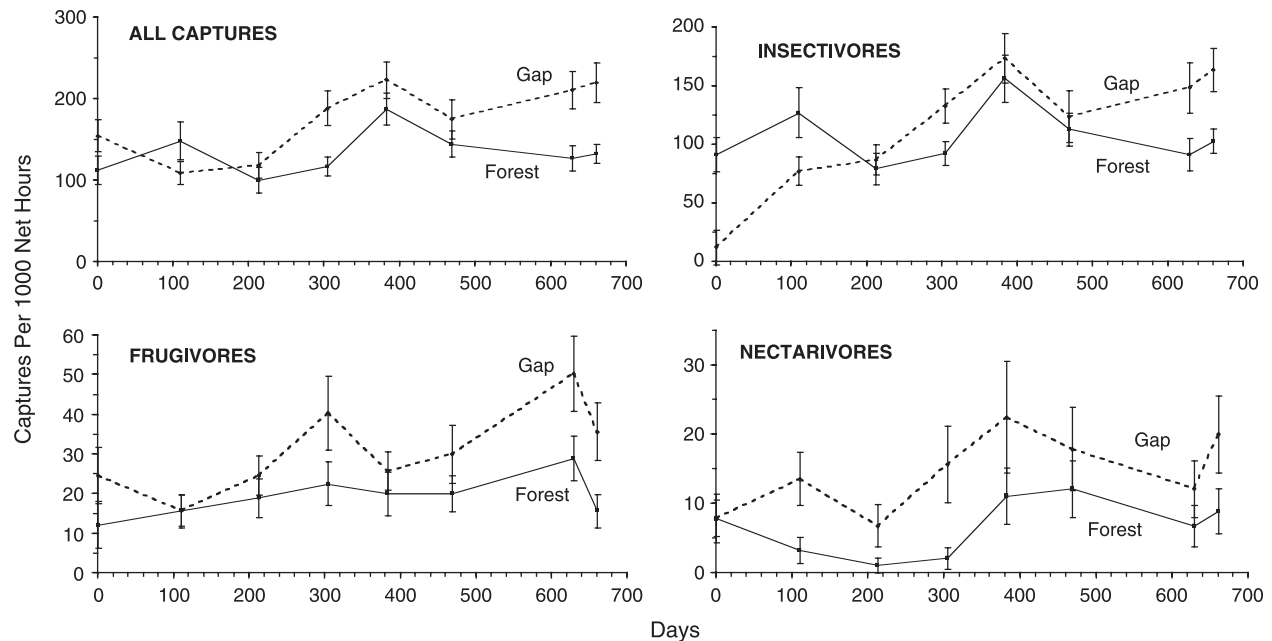 Captures Per 1000 Net Hours
ALL CAPTURES
300
200
100
0
Gap
Forest
0 100 200 300 400 500 600 700
INSECTIVORES
200
150
100
50
0
Gap
Forest
0 100 200 300 400 500 600 700
FRUGIVORES
60
50
40
30
20
10
0
Gap
Forest
0 100 200 300 400 500 600 700
NECTARIVORES
30
20
10
0
Gap
Forest
0 100 200 300 400 500 600 700
Days